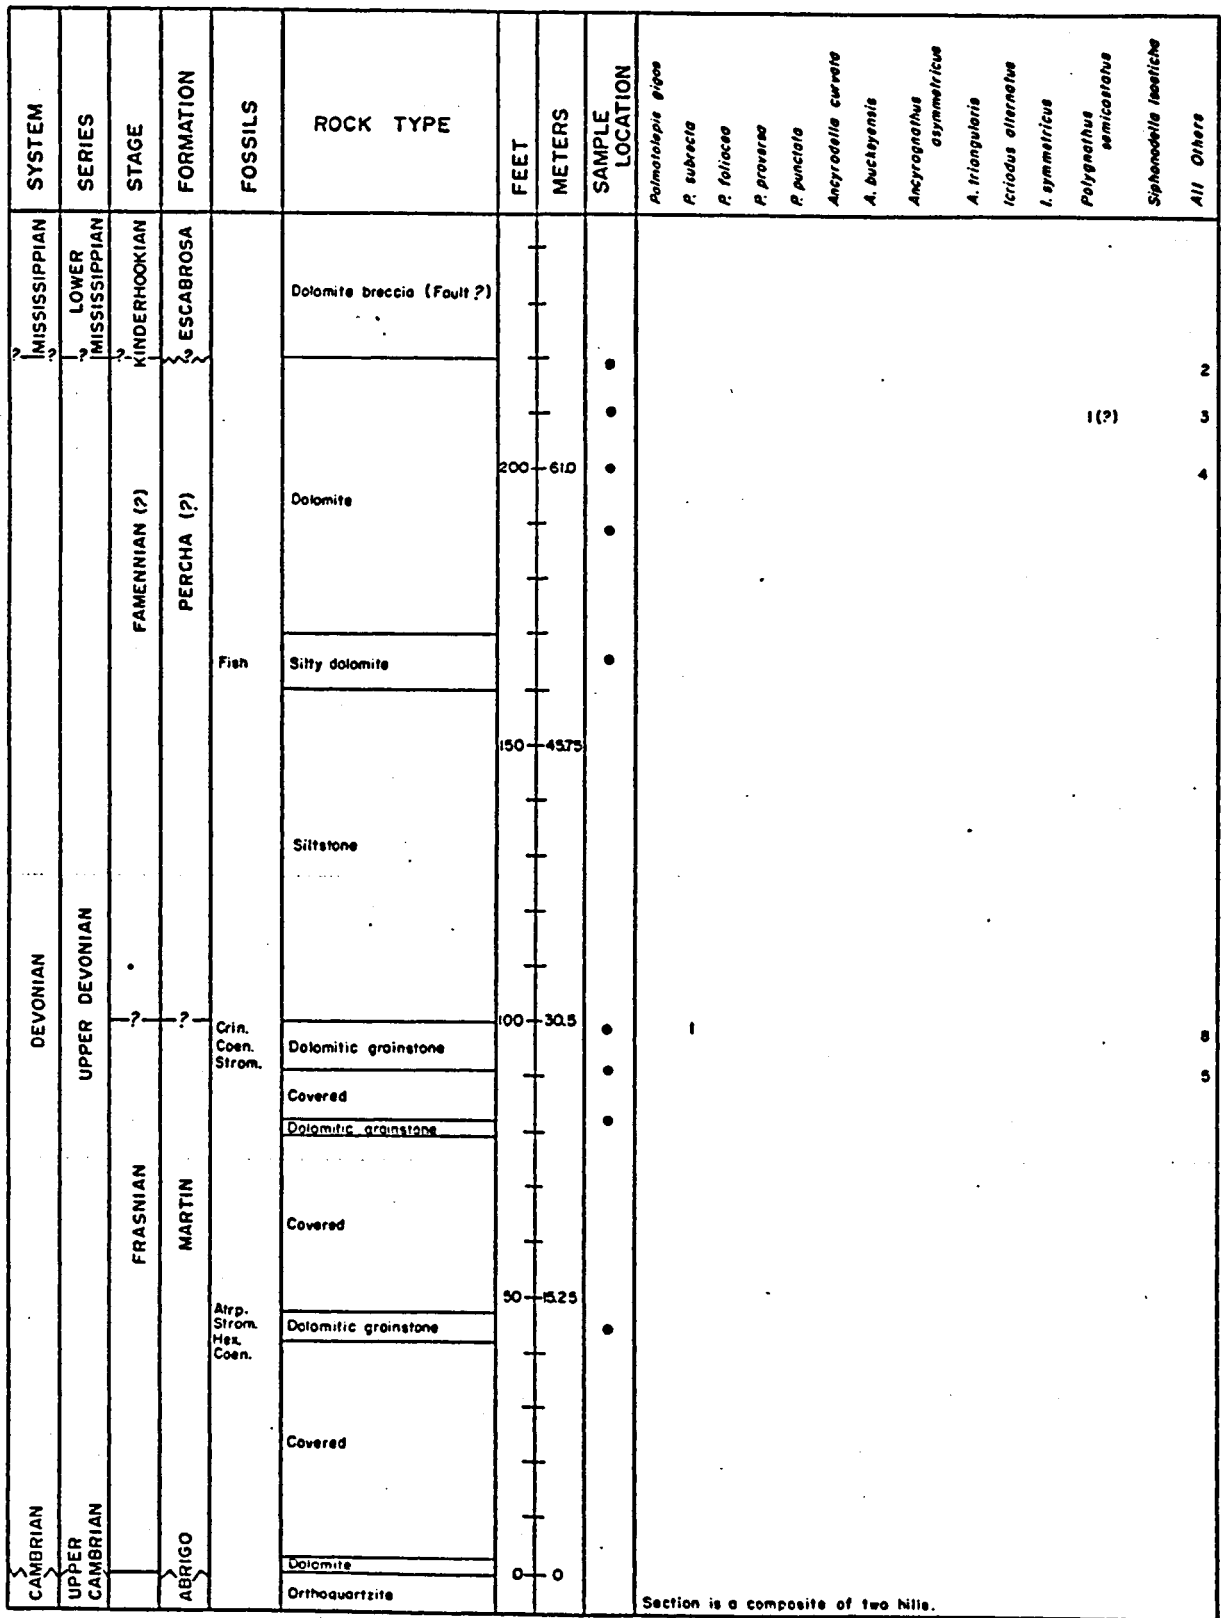 SYSTEM
SERIES
STAGE
FORMATION
FOSSILS
ROCK TYPE
FEET
METERS
SAMPLE
LOCATION
Palmatolepis gigas
P. subrecta
P. foliacea
P. proversa
P. punctata
Ancyrodella curvata
A. buckeyensis
Ancyrognathus
asymmetricus
A. triangularis
Icriodus alternatus
I. symmetricus
Polygnathus
semicostatus
Siphonodella isosticha
All Others
MISSISSIPPIAN
LOWER
MISSISSIPPIAN
KINDERHOOKIAN
ESCABROSA
Dolomite breccia (Fault?)
? ? ? ? ?
2
1(?) 3
200 61.0
4
FAMENNIAN (?)
PERCHA (?)
Dolomite
Fish
Silty dolomite
150 45.75
Siltstone
DEVONIAN
UPPER DEVONIAN
? ?
100 30.5
Crin.
Coen.
Strom.
Dolomitic grainstone
1 8
5
Covered
Dolomitic grainstone
FRASNIAN
MARTIN
Covered
50 15.25
Atrp.
Strom.
Hex.
Coen.
Dolomitic grainstone
Covered
CAMBRIAN
UPPER
CAMBRIAN
ABRIGO
Dolomite
0 0
Orthoquartzite
Section is a composite of two hills.